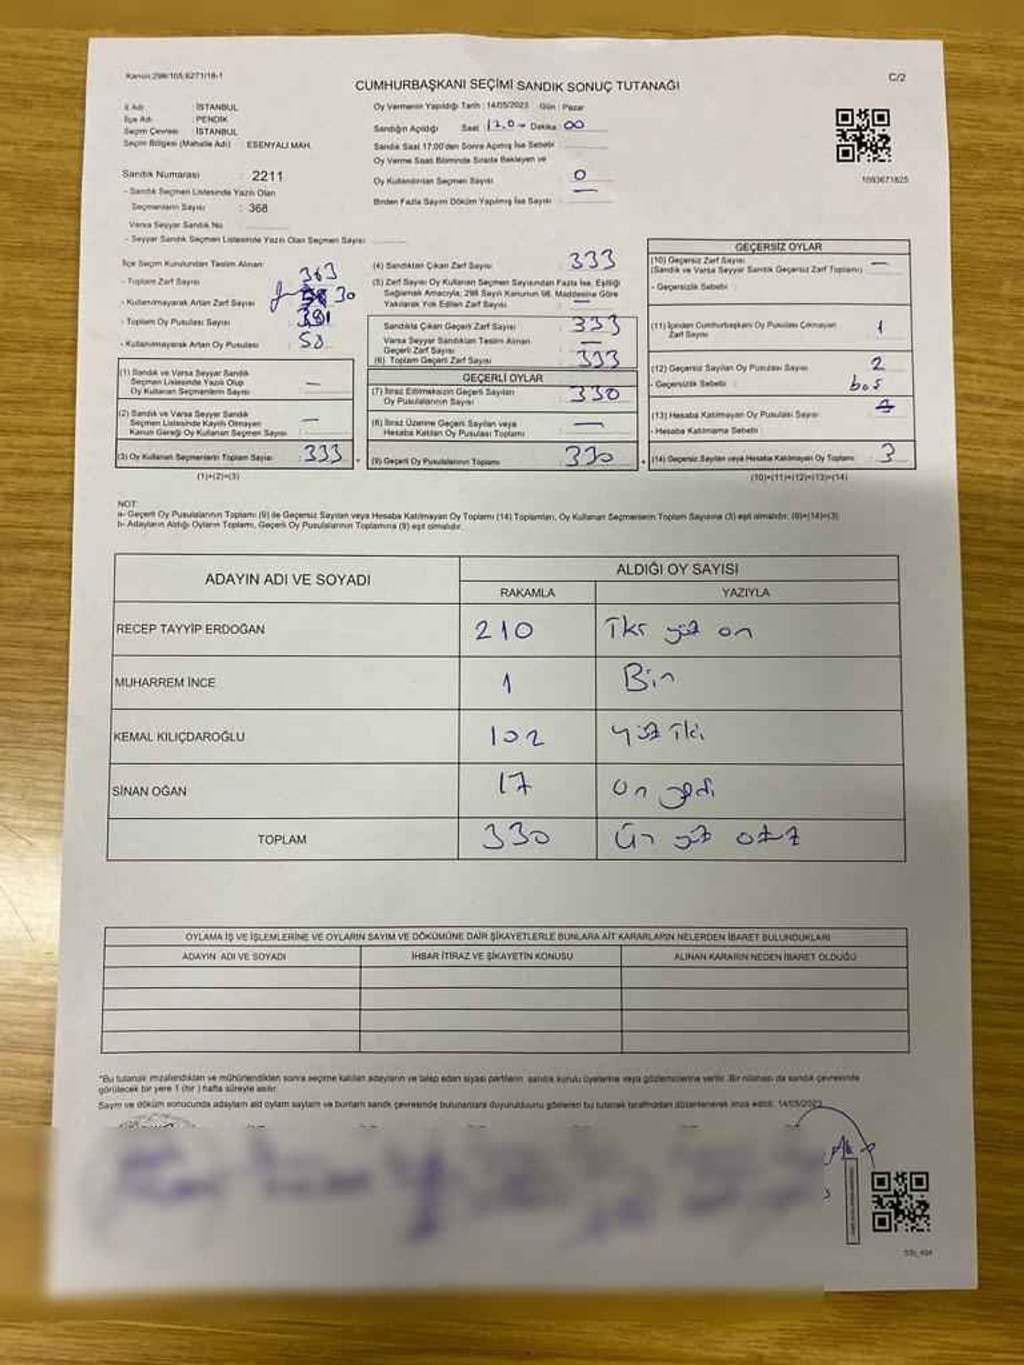 Kanun:298/105,6271/18-1
C/2
CUMHURBAŞKANI SEÇİMİ SANDIK SONUÇ TUTANAĞI
İl Adı : İSTANBUL
İlçe Adı : PENDİK
Seçim Çevresi : İSTANBUL
Seçim Bölgesi (Mahalle Adı) : ESENYALI MAH.
Sandık Numarası : 2211
- Sandık Seçmen Listesinde Yazılı Olan
Seçmenlerin Sayısı : 368
Varsa Seyyar Sandık No
- Seyyar Sandık Seçmen Listesinde Yazılı Olan Seçmen Sayısı
Oy Vermenin Yapıldığı Tarih : 14/05/2023 Gün : Pazar
Sandığın Açıldığı Saat 17.0 Dakika 00
Sandık Saat 17:00'den Sonra Açılmış İse Sebebi :
Oy Verme Saati Bitiminde Sırada Bekleyen ve
Oy Kullandırılan Seçmen Sayısı 0
Birden Fazla Sayım Döküm Yapılmış İse Sayısı : —
1093671825
İlçe Seçim Kurulundan Teslim Alınan:
- Toplam Zarf Sayısı : 363
- Kullanılmayarak Artan Zarf Sayısı 30
- Toplam Oy Pusulası Sayısı : 381
- Kullanılmayarak Artan Oy Pusulası : 50
(1) Sandık ve Varsa Seyyar Sandık
Seçmen Listesinde Yazılı Olup
Oy Kullanan Seçmenlerin Sayısı : —
(2) Sandık ve Varsa Seyyar Sandık
Seçmen Listesinde Kayıtlı Olmayan
Kanun Gereği Oy Kullanan Seçmen Sayısı : —
(3) Oy Kullanan Seçmenlerin Toplam Sayısı : 333
(1)+(2)=(3)
(4) Sandıktan Çıkan Zarf Sayısı : 333
(5) Zarf Sayısı Oy Kullanan Seçmen Sayısından Fazla İse, Eşitliği
Sağlamak Amacıyla; 298 Sayılı Kanunun 98. Maddesine Göre
Yakılarak Yok Edilen Zarf Sayısı : —
Sandıkta Çıkan Geçerli Zarf Sayısı : 333
Varsa Seyyar Sandıktan Teslim Alınan
Geçerli Zarf Sayısı : —
(6) Toplam Geçerli Zarf Sayısı : 333
GEÇERLİ OYLAR
(7) İtiraz Edilmeksizin Geçerli Sayılan
Oy Pusulalarının Sayısı : 330
(8) İtiraz Üzerine Geçerli Sayılan veya
Hesaba Katılan Oy Pusulası Toplamı : —
(9) Geçerli Oy Pusulalarının Toplamı : 330
GEÇERSİZ OYLAR
(10) Geçersiz Zarf Sayısı : —
(Sandık ve Varsa Seyyar Sandık Geçersiz Zarf Toplamı)
- Geçersizlik Sebebi :
(11) İçinden Cumhurbaşkanı Oy Pusulası Çıkmayan
Zarf Sayısı : 1
(12) Geçersiz Sayılan Oy Pusulası Sayısı : 2
- Geçersizlik Sebebi : boş
(13) Hesaba Katılmayan Oy Pusulası Sayısı :
- Hesaba Katılmama Sebebi :
(14) Geçersiz Sayılan veya Hesaba Katılmayan Oy Toplamı : 3
(10)+(11)+(12)+(13)=(14)
NOT:
a- Geçerli Oy Pusulalarının Toplamı (9) ile Geçersiz Sayılan veya Hesaba Katılmayan Oy Toplamı (14) Toplamları, Oy Kullanan Seçmenlerin Toplam Sayısına (3) eşit olmalıdır. (9)+(14)=(3)
b- Adayların Aldığı Oyların Toplamı, Geçerli Oy Pusulalarının Toplamına (9) eşit olmalıdır.
ADAYIN ADI VE SOYADI ALDIĞI OY SAYISI
RAKAMLA YAZIYLA
RECEP TAYYİP ERDOĞAN 210 İki yüz on
MUHARREM İNCE 1 Bir
KEMAL KILIÇDAROĞLU 102 Yüz iki
SİNAN OĞAN 17 On yedi
TOPLAM 330 Üç yüz otuz
OYLAMA İŞ VE İŞLEMLERİNE VE OYLARIN SAYIM VE DÖKÜMÜNE DAİR ŞİKAYETLERLE BUNLARA AİT KARARLARIN NELERDEN İBARET BULUNDUKLARI
ADAYIN ADI VE SOYADI İHBAR İTİRAZ VE ŞİKAYETİN KONUSU ALINAN KARARIN NEDEN İBARET OLDUĞU
"Bu tutanak imzalandıktan ve mühürlendikten sonra seçime katılan adayların ve talep eden siyasi partilerin, sandık kurulu üyelerine veya gözlemcilerine verilir. Bir nüshası da sandık çevresinde
görülecek bir yere 1 (bir) hafta süreyle asılır.
Sayım ve döküm sonucunda adayların aldığı oyların sayıları ve bunların sandık çevresinde bulunanlara duyurulduğunu gösteren bu tutanak tarafımızdan düzenlenerek imza edildi. 14/05/2023